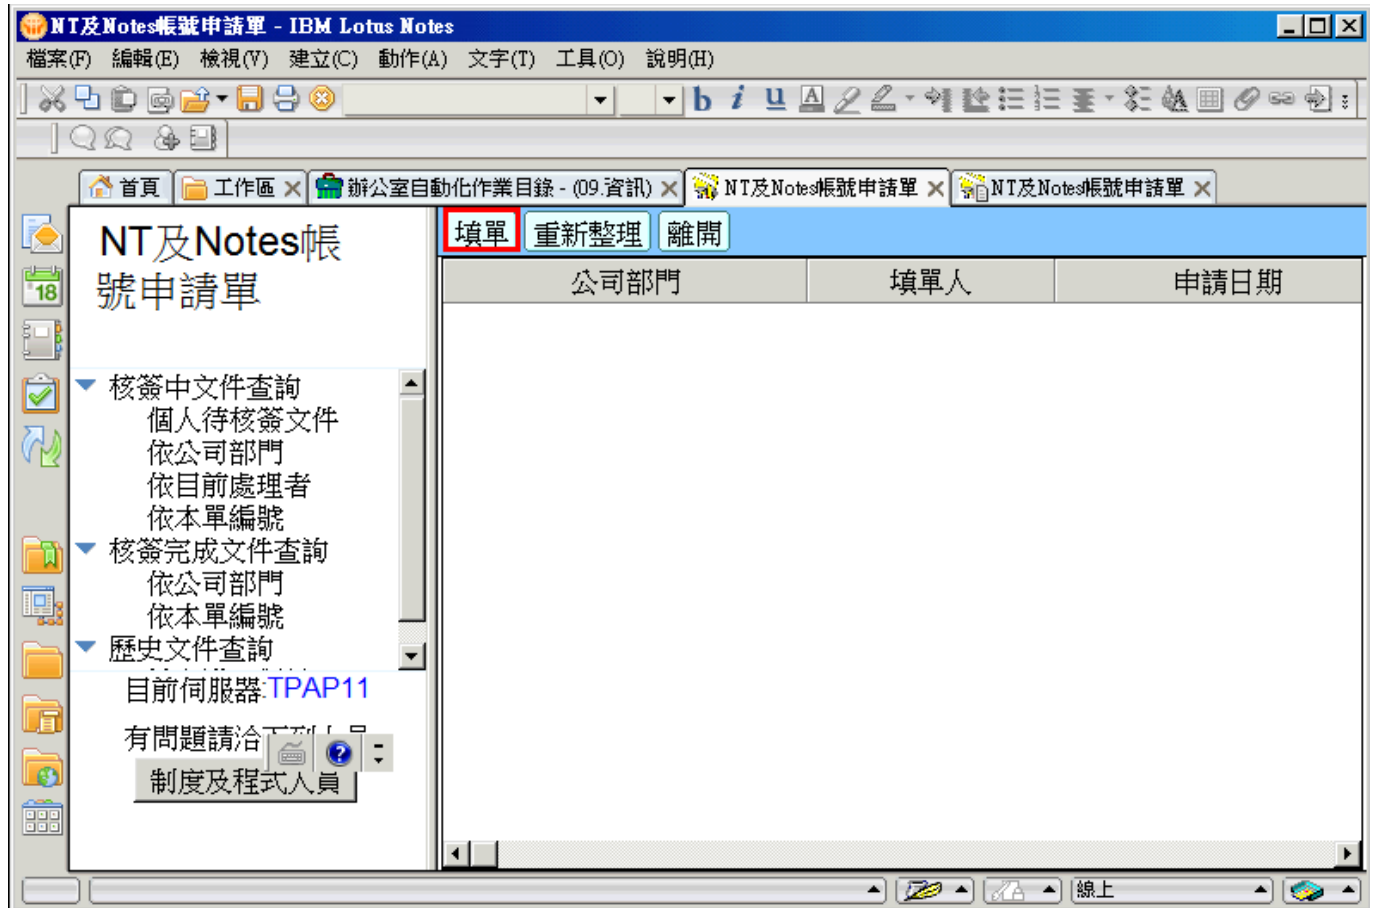 NT及Notes帳號申請單 - IBM Lotus Notes
檔案(F) 編輯(E) 檢視(V) 建立(C) 動作(A) 文字(T) 工具(O) 說明(H)
b i u A
首頁 工作區 辦公室自動化作業目錄 - (09.資訊) NT及Notes帳號申請單 NT及Notes帳號申請單
NT及Notes帳
號申請單
填單 重新整理 離開
公司部門 填單人 申請日期
18
核簽中文件查詢
個人待核簽文件
依公司部門
依目前處理者
依本單編號
核簽完成文件查詢
依公司部門
依本單編號
歷史文件查詢
目前伺服器:TPAP11
有問題請洽
制度及程式人員
線上